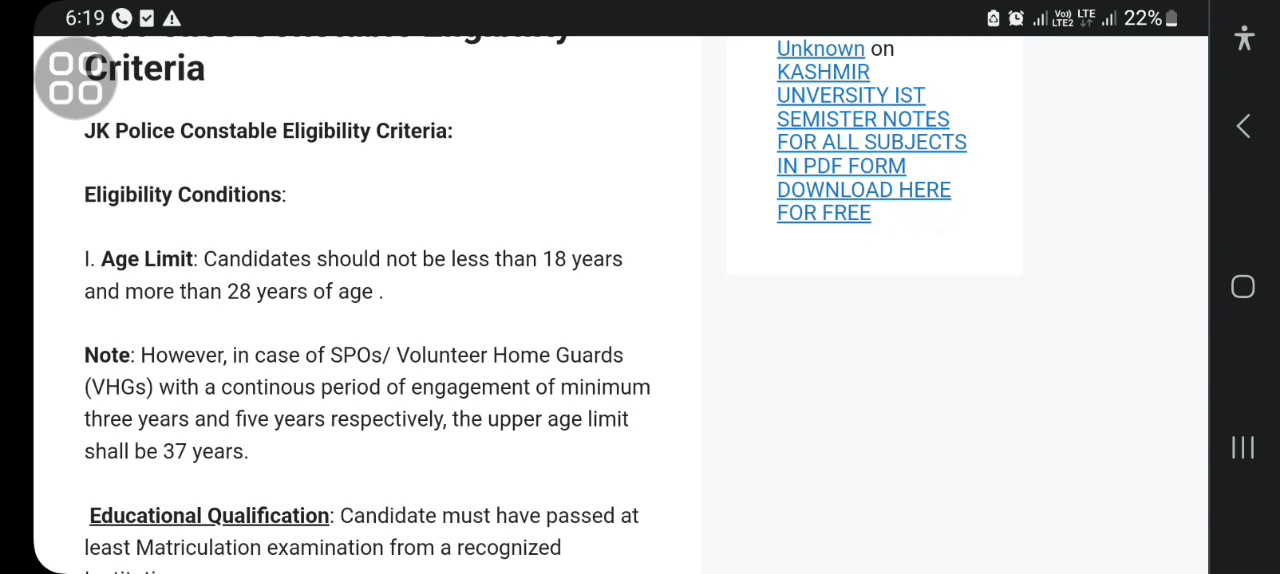 6:19
Vo)) LTE
LTE2
22%
Criteria
JK Police Constable Eligibility Criteria:
Eligibility Conditions:
I. Age Limit: Candidates should not be less than 18 years
and more than 28 years of age .
Note: However, in case of SPOs/ Volunteer Home Guards
(VHGs) with a continous period of engagement of minimum
three years and five years respectively, the upper age limit
shall be 37 years.
Educational Qualification: Candidate must have passed at
least Matriculation examination from a recognized
Unknown on
KASHMIR
UNVERSITY IST
SEMISTER NOTES
FOR ALL SUBJECTS
IN PDF FORM
DOWNLOAD HERE
FOR FREE